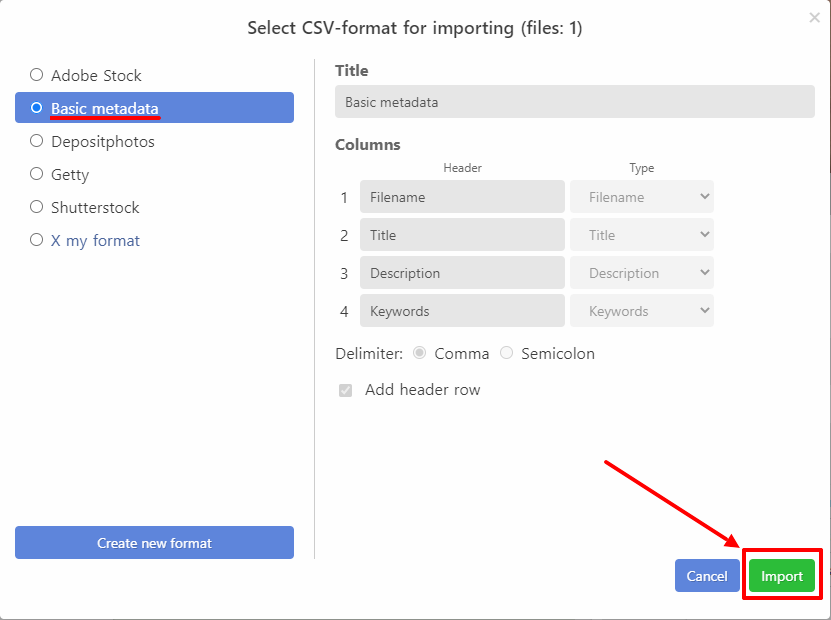 Select CSV-format for importing (files: 1)
Adobe Stock
Basic metadata
Depositphotos
Getty
Shutterstock
X my format
Create new format
Title
Basic metadata
Columns
Header Type
1 Filename Filename
2 Title Title
3 Description Description
4 Keywords Keywords
Delimiter: Comma Semicolon
Add header row
Cancel Import